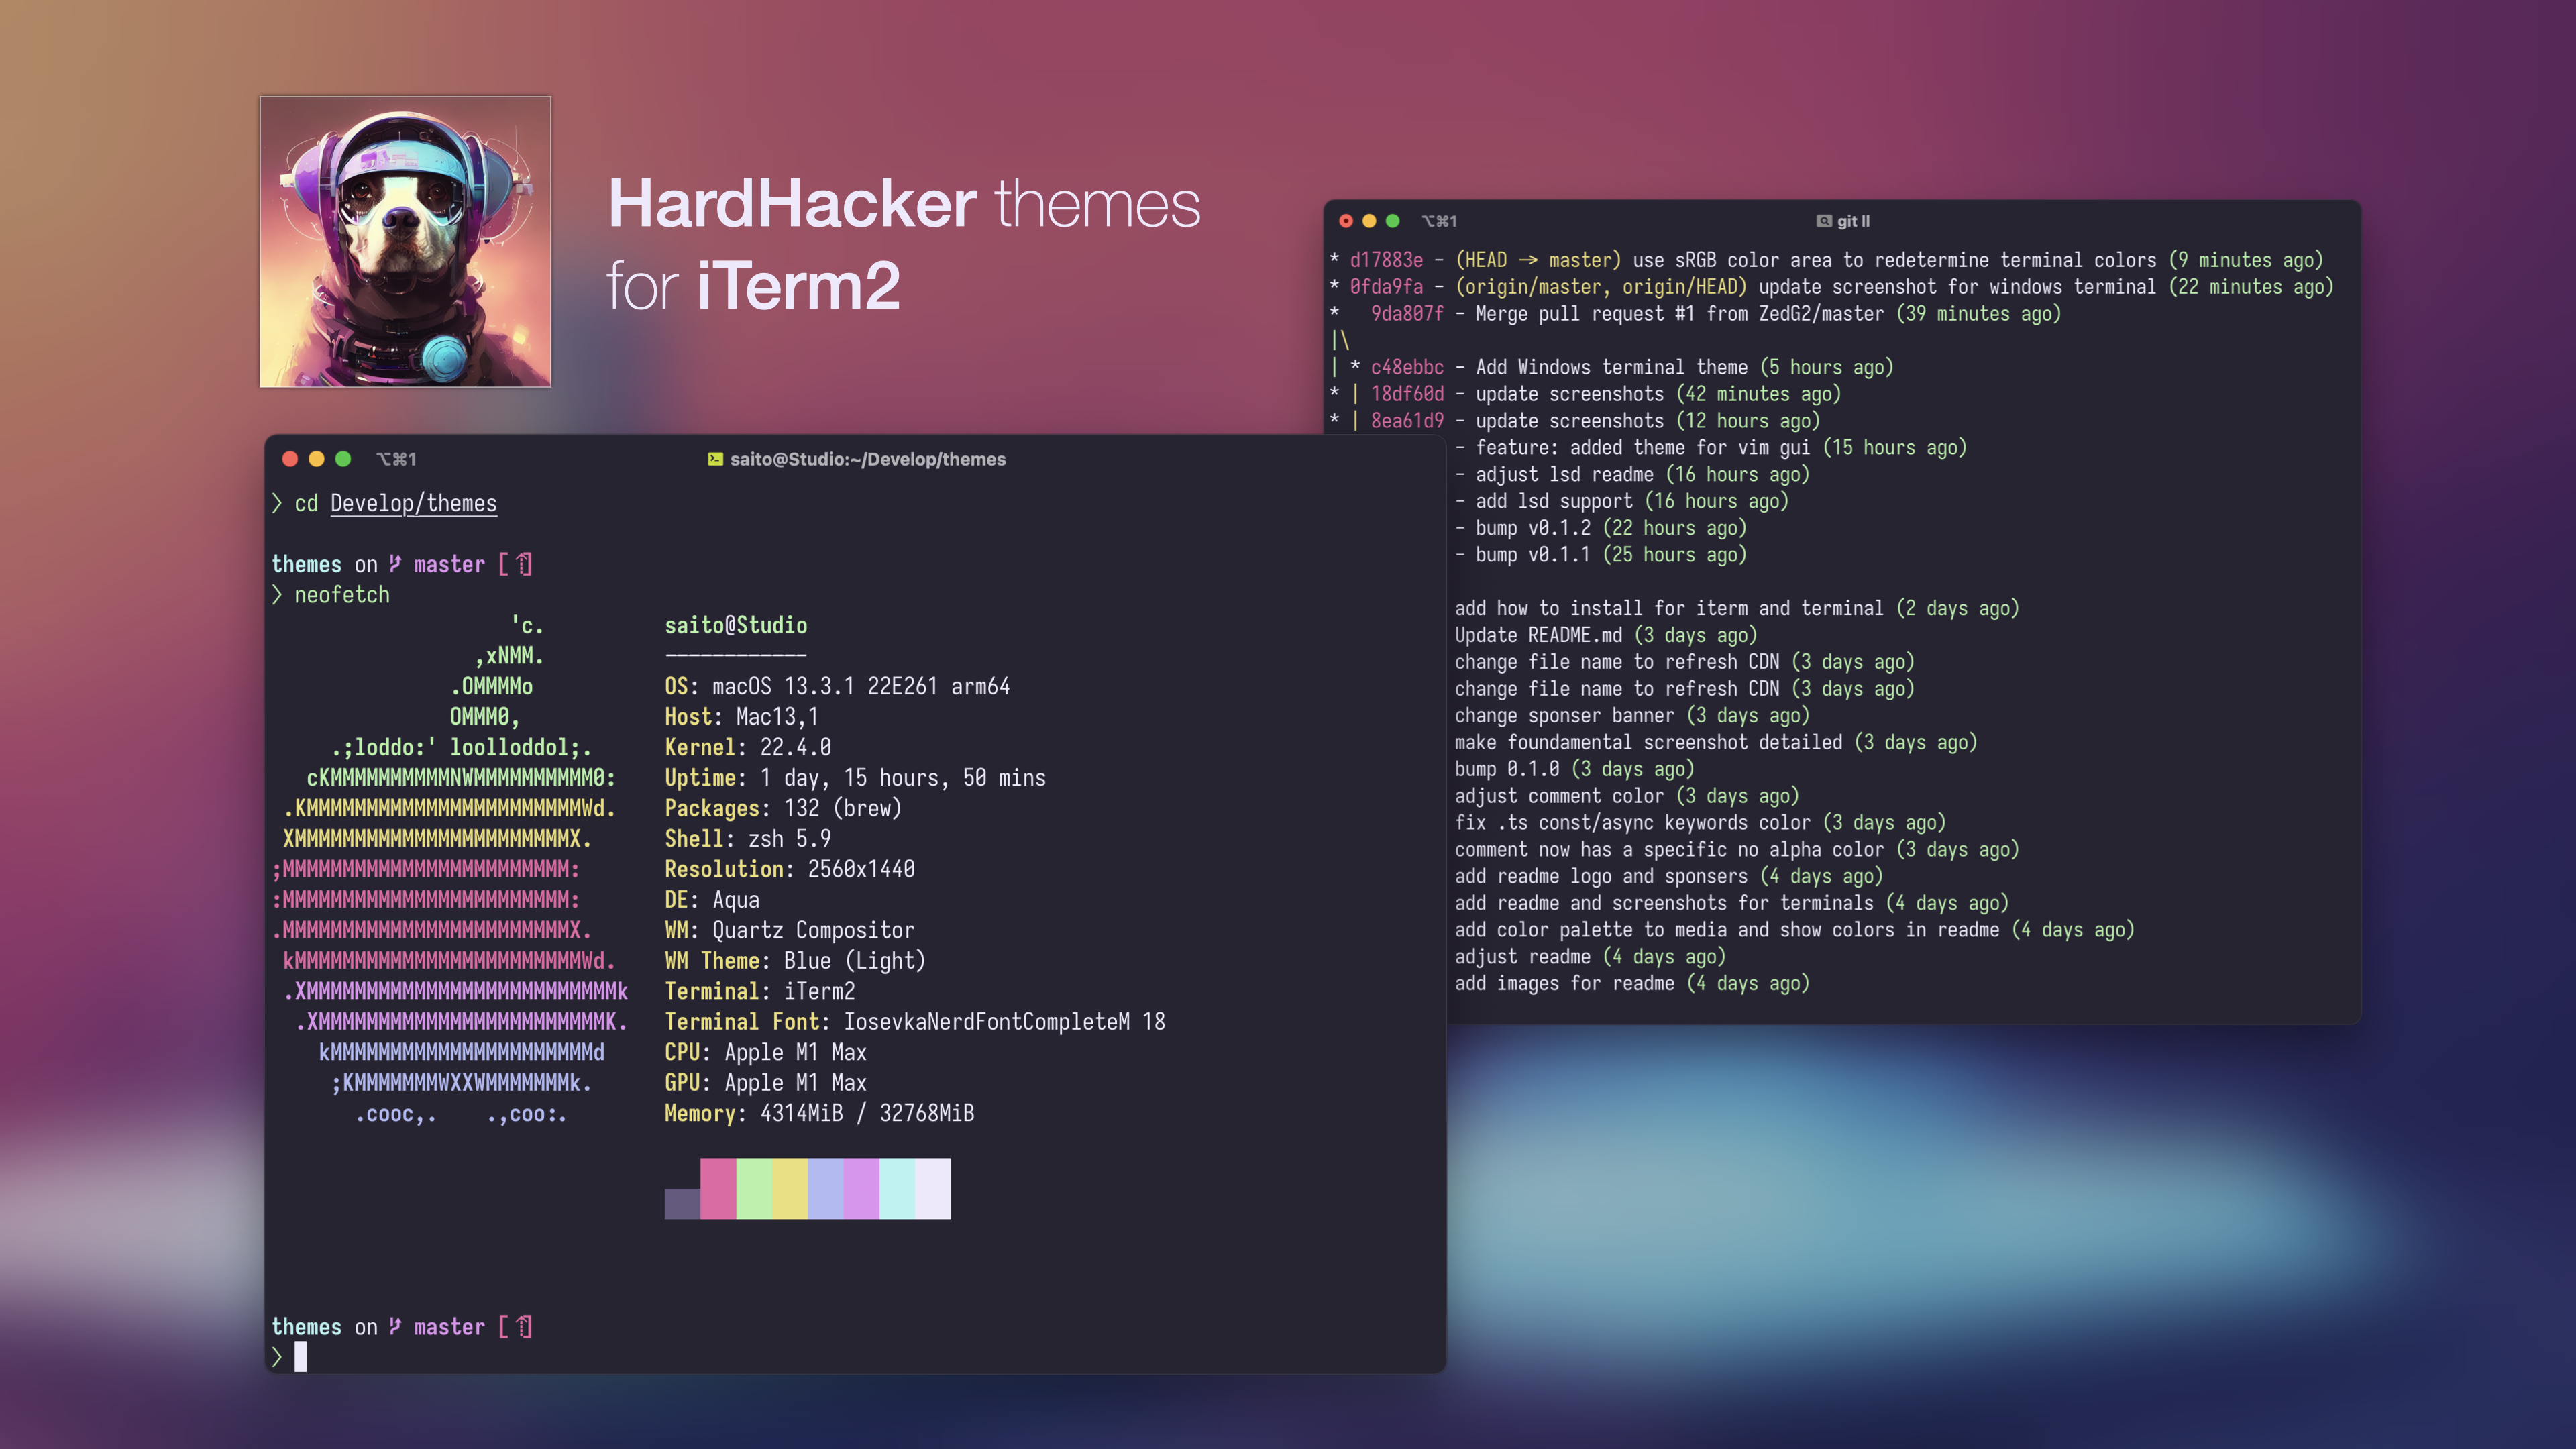 HardHacker themes
for iTerm2
⌥⌘1 git ll
* d17883e - (HEAD → master) use sRGB color area to redetermine terminal colors (9 minutes ago)
* 0fda9fa - (origin/master, origin/HEAD) update screenshot for windows terminal (22 minutes ago)
*   9da807f - Merge pull request #1 from ZedG2/master (39 minutes ago)
|\
| * c48ebbc - Add Windows terminal theme (5 hours ago)
* | 18df60d - update screenshots (42 minutes ago)
* | 8ea61d9 - update screenshots (12 hours ago)
- feature: added theme for vim gui (15 hours ago)
- adjust lsd readme (16 hours ago)
- add lsd support (16 hours ago)
- bump v0.1.2 (22 hours ago)
- bump v0.1.1 (25 hours ago)
add how to install for iterm and terminal (2 days ago)
Update README.md (3 days ago)
change file name to refresh CDN (3 days ago)
change file name to refresh CDN (3 days ago)
change sponser banner (3 days ago)
make foundamental screenshot detailed (3 days ago)
bump 0.1.0 (3 days ago)
adjust comment color (3 days ago)
fix .ts const/async keywords color (3 days ago)
comment now has a specific no alpha color (3 days ago)
add readme logo and sponsers (4 days ago)
add readme and screenshots for terminals (4 days ago)
add color palette to media and show colors in readme (4 days ago)
adjust readme (4 days ago)
add images for readme (4 days ago)
⌥⌘1 saito@Studio:~/Develop/themes
❯ cd Develop/themes
themes on master [⇡]
❯ neofetch
                    'c.          saito@Studio
                 ,xNMM.          ------------
               .OMMMMo           OS: macOS 13.3.1 22E261 arm64
               OMMM0,            Host: Mac13,1
     .;loddo:' loolloddol;.      Kernel: 22.4.0
   cKMMMMMMMMMMNWMMMMMMMMMM0:    Uptime: 1 day, 15 hours, 50 mins
 .KMMMMMMMMMMMMMMMMMMMMMMMWd.    Packages: 132 (brew)
 XMMMMMMMMMMMMMMMMMMMMMMMX.      Shell: zsh 5.9
;MMMMMMMMMMMMMMMMMMMMMMMM:       Resolution: 2560x1440
:MMMMMMMMMMMMMMMMMMMMMMMM:       DE: Aqua
.MMMMMMMMMMMMMMMMMMMMMMMMX.      WM: Quartz Compositor
 kMMMMMMMMMMMMMMMMMMMMMMMMWd.    WM Theme: Blue (Light)
 .XMMMMMMMMMMMMMMMMMMMMMMMMMMk   Terminal: iTerm2
  .XMMMMMMMMMMMMMMMMMMMMMMMMK.   Terminal Font: IosevkaNerdFontCompleteM 18
    kMMMMMMMMMMMMMMMMMMMMMMd     CPU: Apple M1 Max
     ;KMMMMMMMWXXWMMMMMMMk.      GPU: Apple M1 Max
       .cooc,.    .,coo:.        Memory: 4314MiB / 32768MiB
themes on master [⇡]
❯